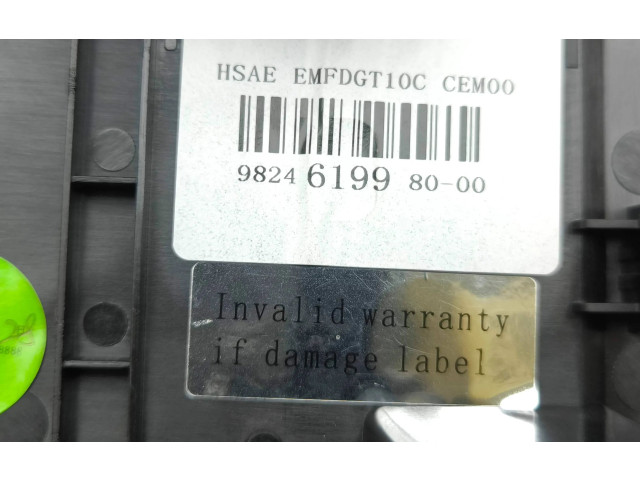 HSAE EMFDGT10C CEM00
9824 6199 80-00
Invalid warranty
if damage label